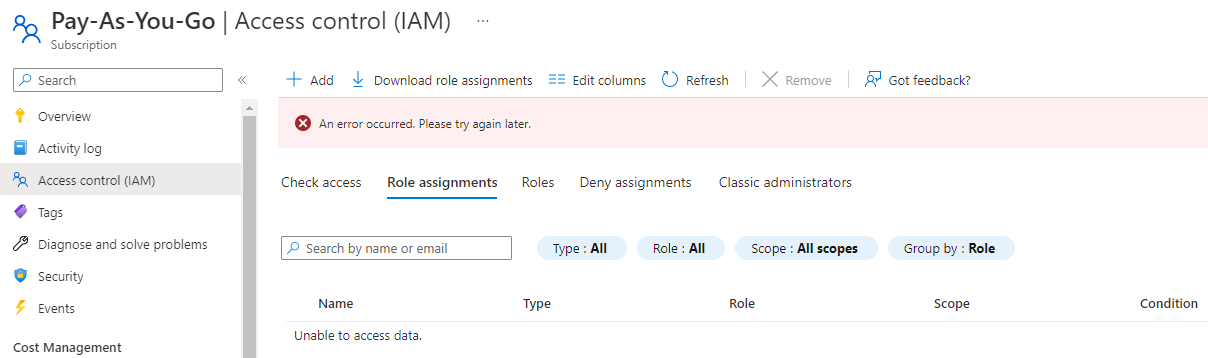 Pay-As-You-Go | Access control (IAM) ...
Subscription
Search «
Add Download role assignments Edit columns Refresh Remove Got feedback?
Overview
Activity log
Access control (IAM)
Tags
Diagnose and solve problems
Security
Events
Cost Management
An error occurred. Please try again later.
Check access Role assignments Roles Deny assignments Classic administrators
Search by name or email Type : All Role : All Scope : All scopes Group by : Role
Name Type Role Scope Condition
Unable to access data.